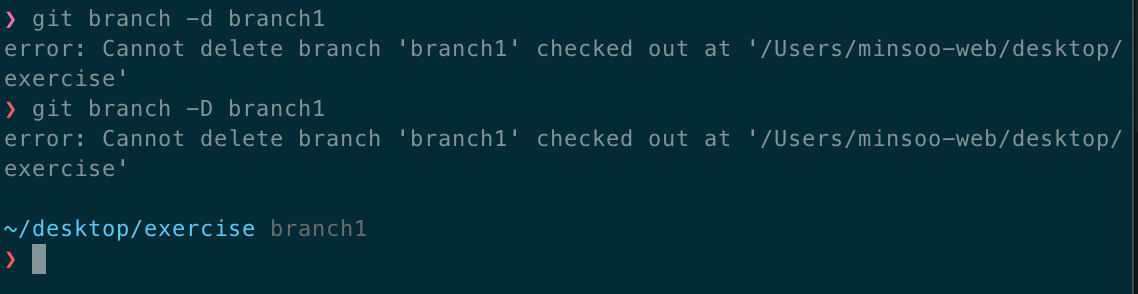 ❯ git branch -d branch1
error: Cannot delete branch 'branch1' checked out at '/Users/minsoo-web/desktop/
exercise'
❯ git branch -D branch1
error: Cannot delete branch 'branch1' checked out at '/Users/minsoo-web/desktop/
exercise'
~/desktop/exercise branch1
❯